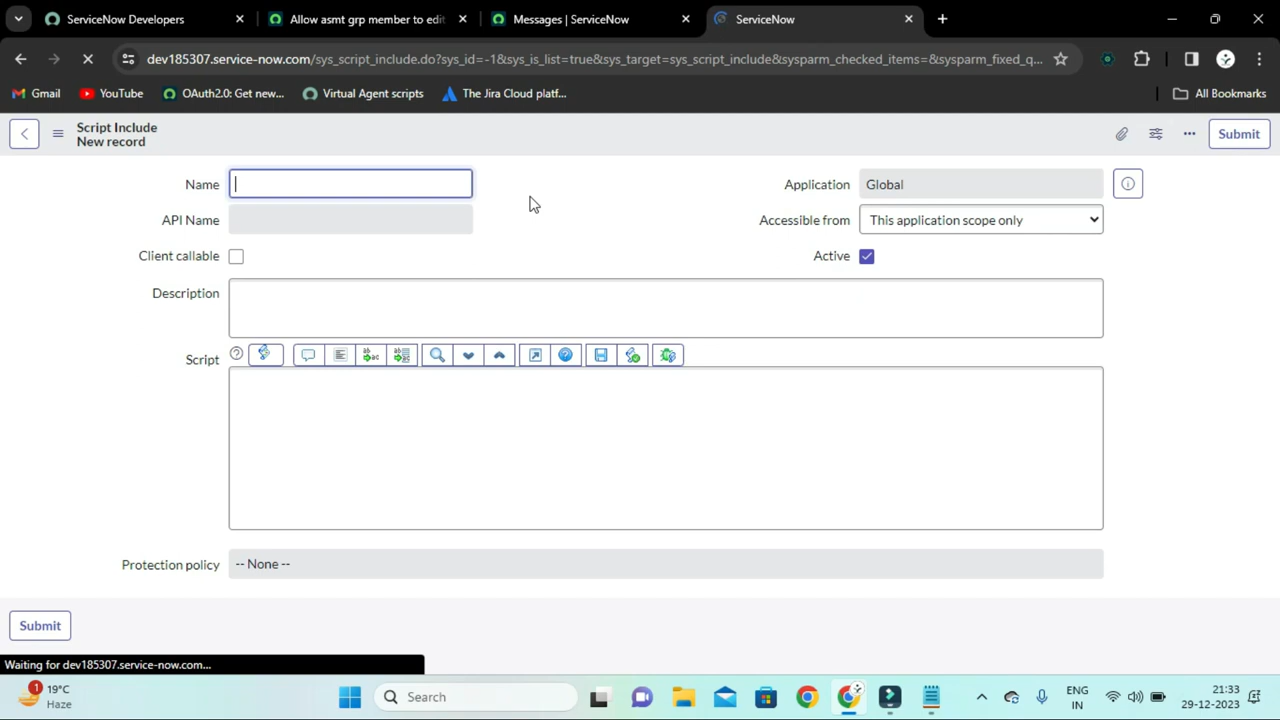 ServiceNow Developers
Allow asmt grp member to edit
Messages | ServiceNow
ServiceNow
dev185307.service-now.com/sys_script_include.do?sys_id=-1&sys_is_list=true&sys_target=sys_script_include&sysparm_checked_items=&sysparm_fixed_q...
Gmail
YouTube
OAuth2.0: Get new...
Virtual Agent scripts
The Jira Cloud platf...
All Bookmarks
Script Include
New record
Submit
Name
Application
Global
API Name
Accessible from
This application scope only
Client callable
Active
Description
Script
Protection policy
-- None --
Submit
Waiting for dev185307.service-now.com...
1
19°C
Haze
Search
ENG
IN
21:33
29-12-2023